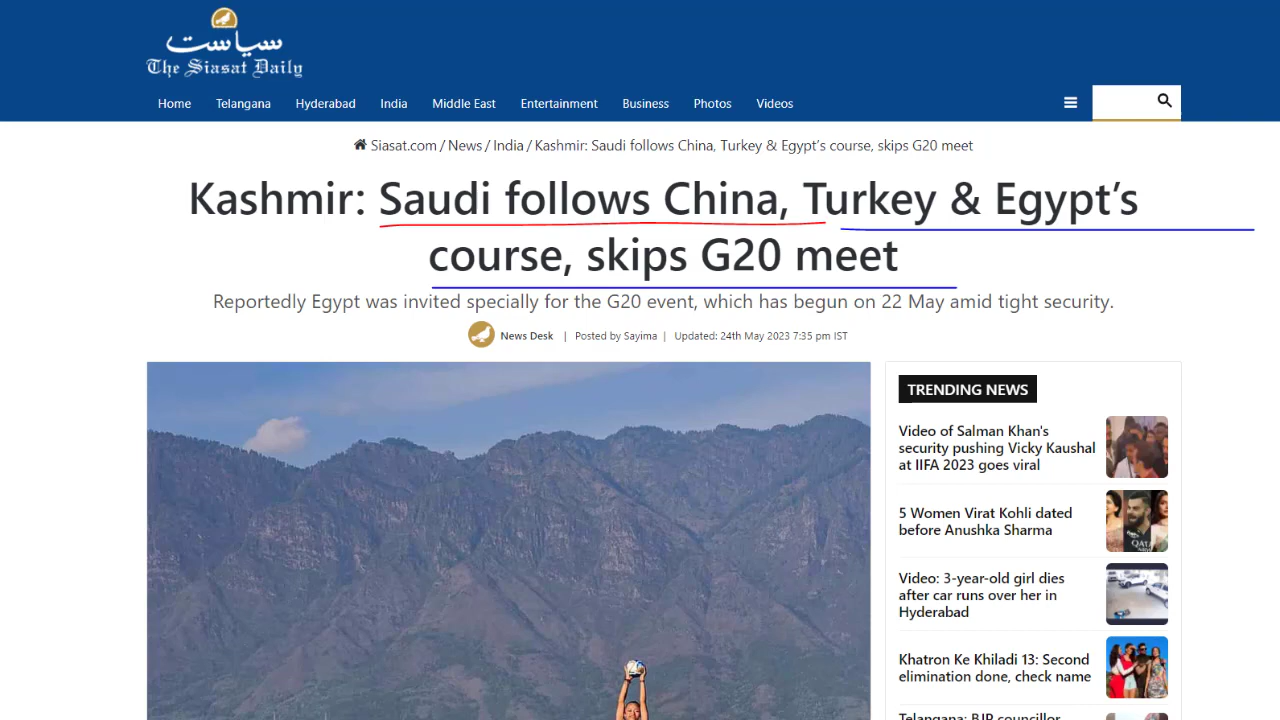 سیاست
The Siasat Daily
Home Telangana Hyderabad India Middle East Entertainment Business Photos Videos
Siasat.com / News / India / Kashmir: Saudi follows China, Turkey & Egypt’s course, skips G20 meet
Kashmir: Saudi follows China, Turkey & Egypt’s
course, skips G20 meet
Reportedly Egypt was invited specially for the G20 event, which has begun on 22 May amid tight security.
News Desk | Posted by Sayima | Updated: 24th May 2023 7:35 pm IST
TRENDING NEWS
Video of Salman Khan's
security pushing Vicky Kaushal
at IIFA 2023 goes viral
5 Women Virat Kohli dated
before Anushka Sharma
QATA
Video: 3-year-old girl dies
after car runs over her in
Hyderabad
Khatron Ke Khiladi 13: Second
elimination done, check name
Telangana: BJP councillor